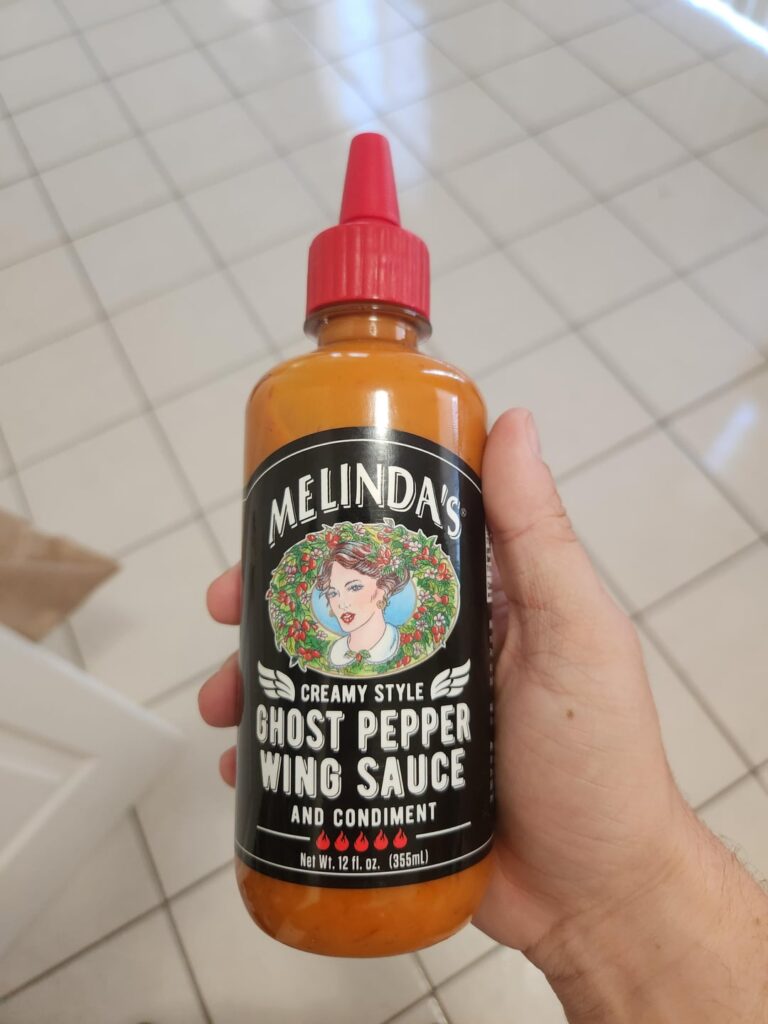 MELINDA'S®
CREAMY STYLE
GHOST PEPPER
WING SAUCE
AND CONDIMENT
Net Wt. 12 fl. oz. (355mL)